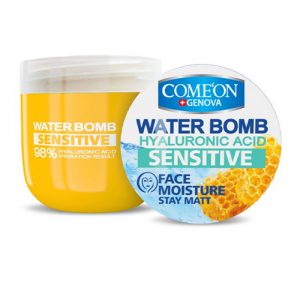 WATER BOMB
SENSITIVE
98% HYALURONIC ACID
HYDRATION RESULT
COME'ON
GENOVA
WATER BOMB
HYALURONIC ACID
SENSITIVE
FACE
MOISTURE
STAY MATT